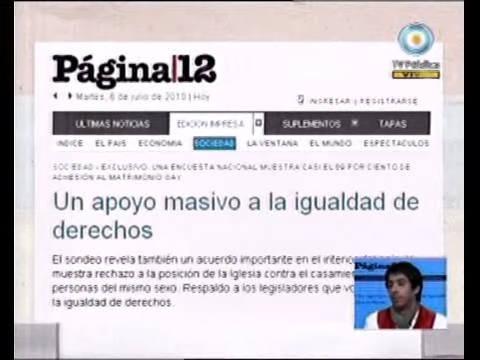 TV Pública
VIVO
Página|12
Martes, 6 de julio de 2010 | Hoy
INGRESAR | REGISTRARSE
ULTIMAS NOTICIAS EDICION IMPRESA SUPLEMENTOS TAPAS
INDICE EL PAIS ECONOMIA SOCIEDAD LA VENTANA EL MUNDO ESPECTACULOS
SOCIEDAD EXCLUSIVO: UNA ENCUESTA NACIONAL MUESTRA CASI EL POR CIENTO DE
ADHESIÓN AL MATRIMONIO GAY
Un apoyo masivo a la igualdad de
derechos
El sondeo revela también un acuerdo importante en el interior
muestra rechazo a la posición de la Iglesia contra el
personas del mismo sexo. Respaldo a los legisladores que
la igualdad de derechos.
Página